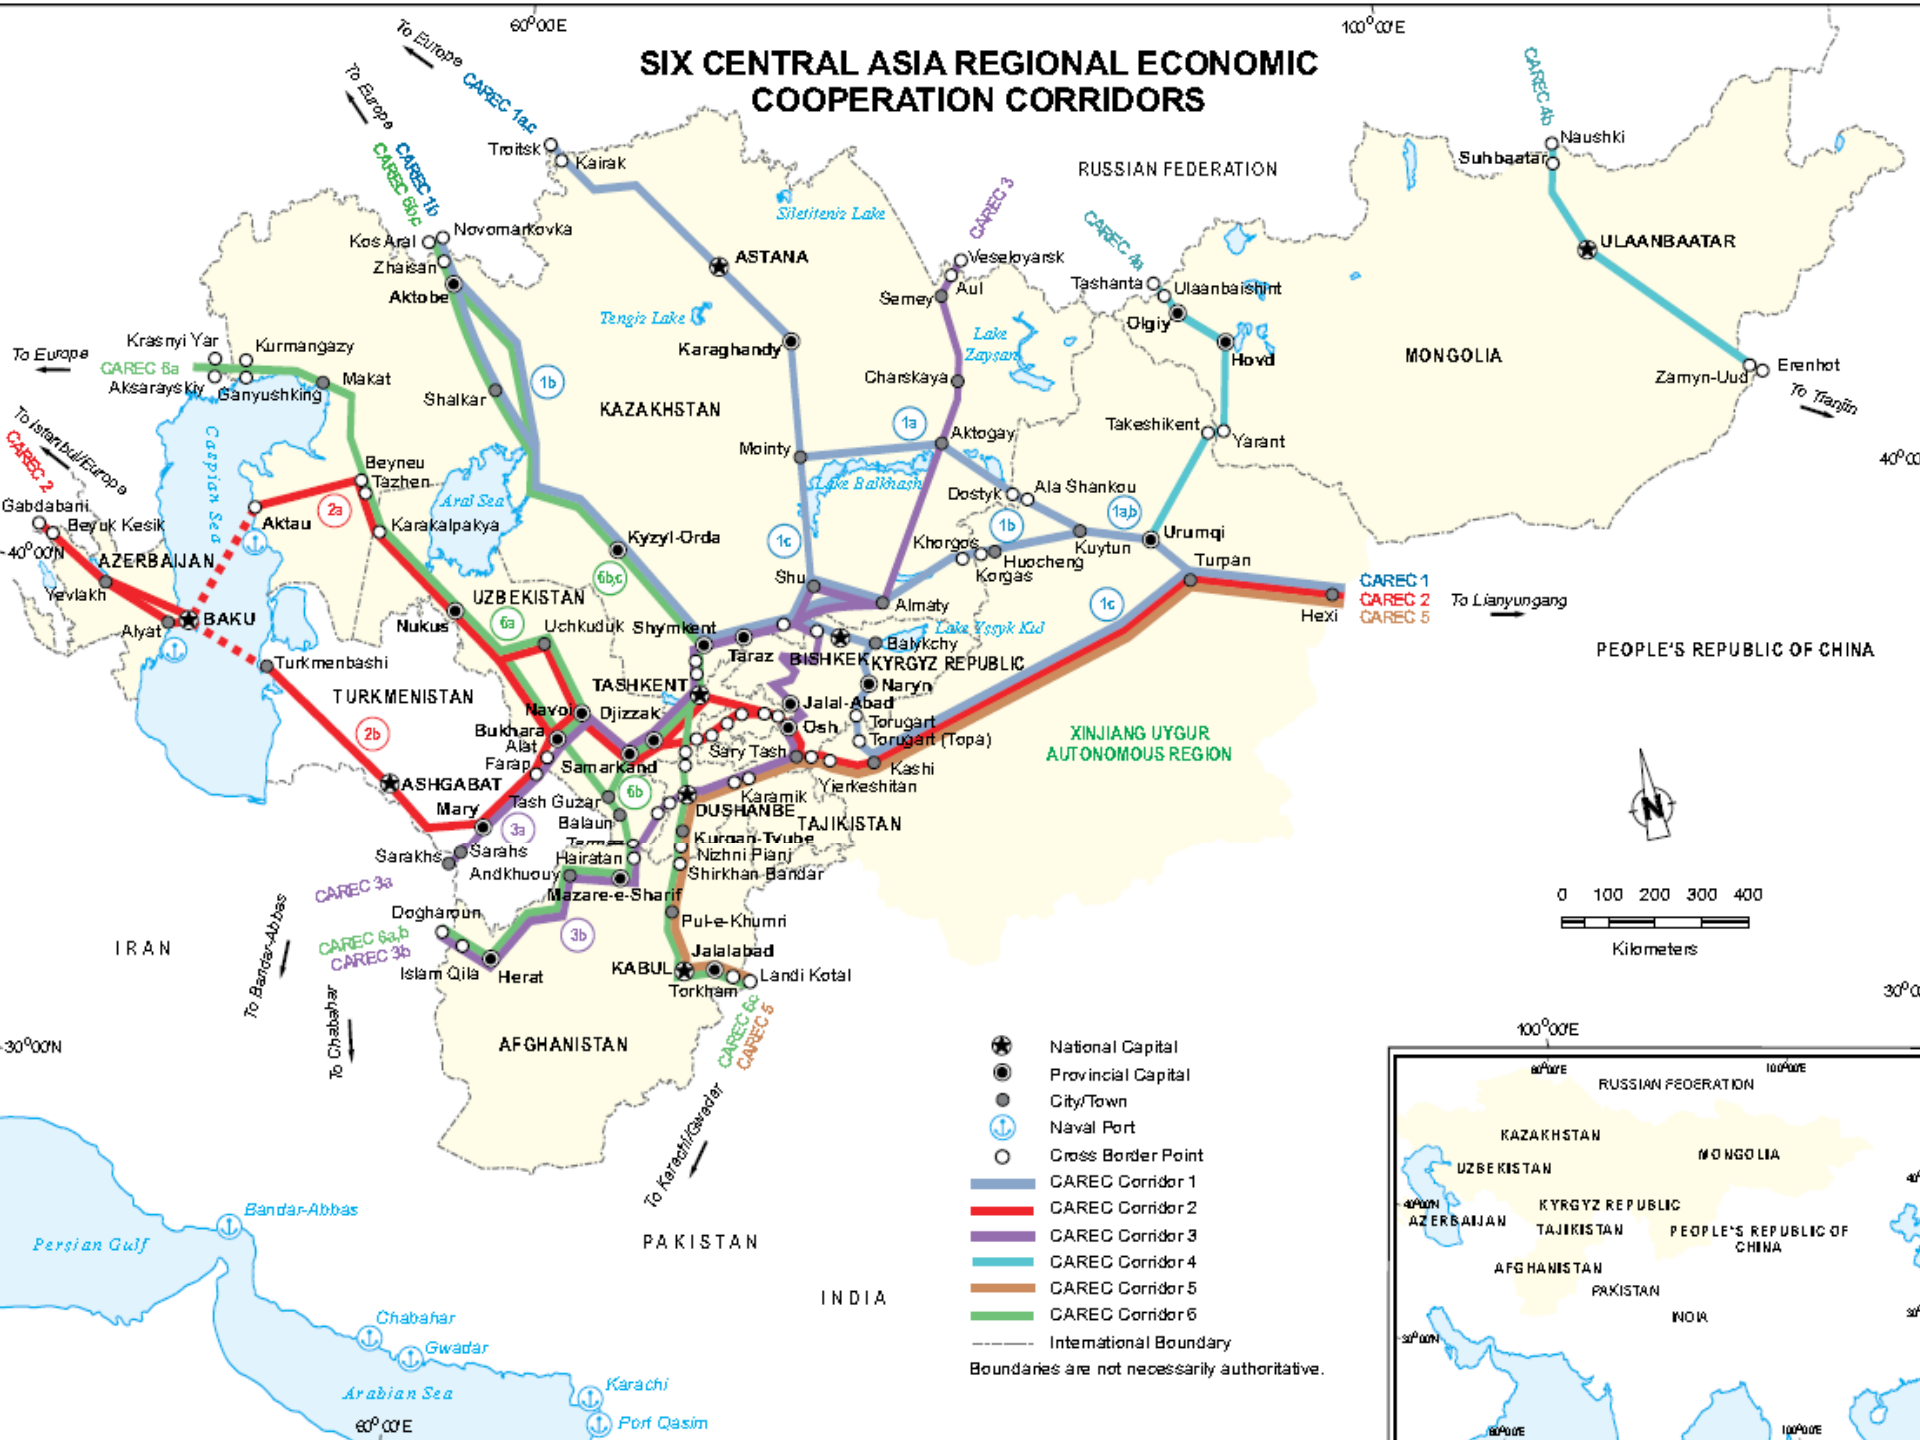 60°00'E
100°00'E
SIX CENTRAL ASIA REGIONAL ECONOMIC
COOPERATION CORRIDORS
To Europe
CAREC 1a,c
To Europe
CAREC 1b
CAREC 6b,c
Troitsk
Kairak
RUSSIAN FEDERATION
CAREC 4b
Naushki
Suhbaatar
Siletiteniz Lake
CAREC 3
CAREC 4a
Novomarkovka
Kos Aral
Zhaisan
Aktobe
ASTANA
ULAANBAATAR
Veseloyarsk
Aul
Semey
Tashanta
Ulaanbaishint
Olgiy
Hovd
Tengiz Lake
Karaghandy
Lake
Zaysan
MONGOLIA
Krasnyi Yar
Kurmangazy
To Europe
CAREC 6a
Aksarayskiy
Ganyushking
Makat
Shalkar
1b
KAZAKHSTAN
Charskaya
Erenhot
Zamyn-Uud
To Tianjin
To Istanbul/Europe
CAREC 2
Caspian Sea
1a
Mointy
Aktogay
Takeshikent
Yarant
40°00
Beyneu
Tazhen
Aral Sea
Lake Balkhash
Dostyk
Ala Shankou
Gabdabani
Beyuk Kesik
2a
Aktau
Karakalpakya
1b
1a,b
Urumqi
40°00'N
AZERBAIJAN
Kyzyl-Orda
1c
Khorgos
Huocheng
Korgas
Kuytun
Turpan
Yevlakh
Shu
6b,c
UZBEKISTAN
Almaty
1c
CAREC 1
CAREC 2
CAREC 5
To Lianyungang
Hexi
Alyat
BAKU
Nukus
6a
Uchkuduk
Shymkent
Taraz
BISHKEK
Lake Yssyk Kul
Balykchy
KYRGYZ REPUBLIC
PEOPLE'S REPUBLIC OF CHINA
Turkmenbashi
TURKMENISTAN
TASHKENT
Naryn
Jalal-Abad
Navoi
Djizzak
Osh
Torugart
Torugart (Topa)
XINJIANG UYGUR
AUTONOMOUS REGION
2b
Bukhara
Alat
Farap
Samarkand
Sary Tash
Kashi
Yierkeshitan
ASHGABAT
Mary
Tash Guzar
6b
Karamik
DUSHANBE
TAJIKISTAN
Balaun
3a
Kurgan-Tyube
Nizhni Pianj
Shirkhan Bandar
Sarakhs
Sarahs
Hairatan
Andkhuouy
Mazare-e-Sharif
N
CAREC 3a
Dogharoun
CAREC 6a,b
CAREC 3b
3b
Pul-e-Khumri
0 100 200 300 400
Kilometers
IRAN
To Bandar-Abbas
Islam Qila
Herat
KABUL
Jalalabad
Torkham
Landi Kotal
To Chabahar
CAREC 6c
CAREC 5
30°0
AFGHANISTAN
30°00'N
To Karachi/Gwadar
National Capital
Provincial Capital
City/Town
Naval Port
Cross Border Point
CAREC Corridor 1
CAREC Corridor 2
CAREC Corridor 3
CAREC Corridor 4
CAREC Corridor 5
CAREC Corridor 6
International Boundary
Boundaries are not necessarily authoritative.
Bandar-Abbas
Persian Gulf
PAKISTAN
INDIA
Chabahar
Gwadar
Arabian Sea
Karachi
Port Qasim
60°00'E
100°00'E
60°00'E
100°00'E
RUSSIAN FEDERATION
KAZAKHSTAN
MONGOLIA
UZBEKISTAN
40°
40°00'N
KYRGYZ REPUBLIC
AZERBAIJAN
TAJIKISTAN
PEOPLE'S REPUBLIC OF
CHINA
AFGHANISTAN
PAKISTAN
INDIA
30°
30°00'N
60°00'E
100°00'E